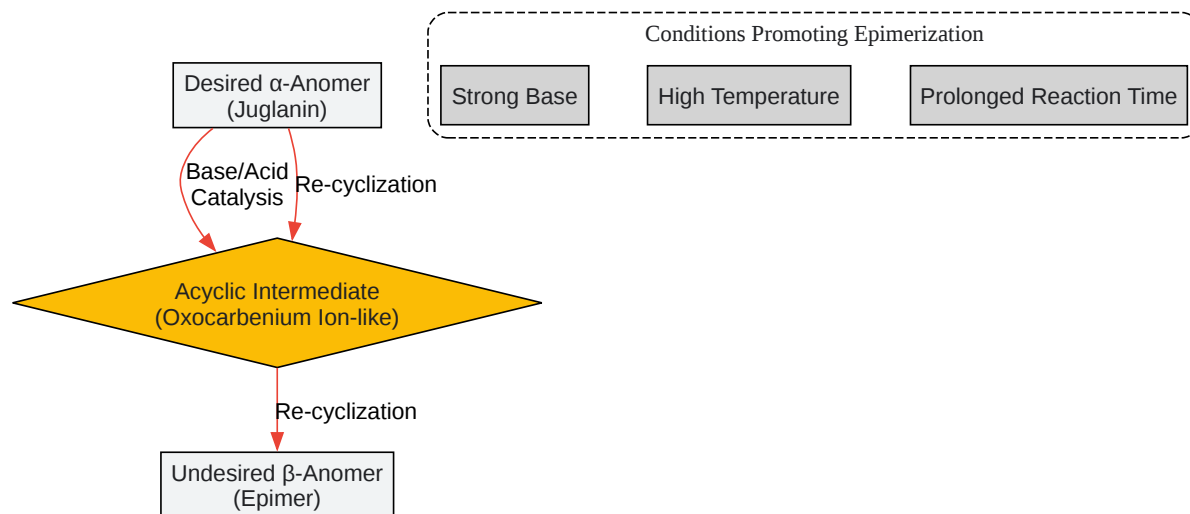 Conditions Promoting Epimerization
Strong Base
High Temperature
Prolonged Reaction Time
Desired α-Anomer
(Juglanin)
Base/Acid
Catalysis
Re-cyclization
Acyclic Intermediate
(Oxocarbenium Ion-like)
Re-cyclization
Undesired β-Anomer
(Epimer)